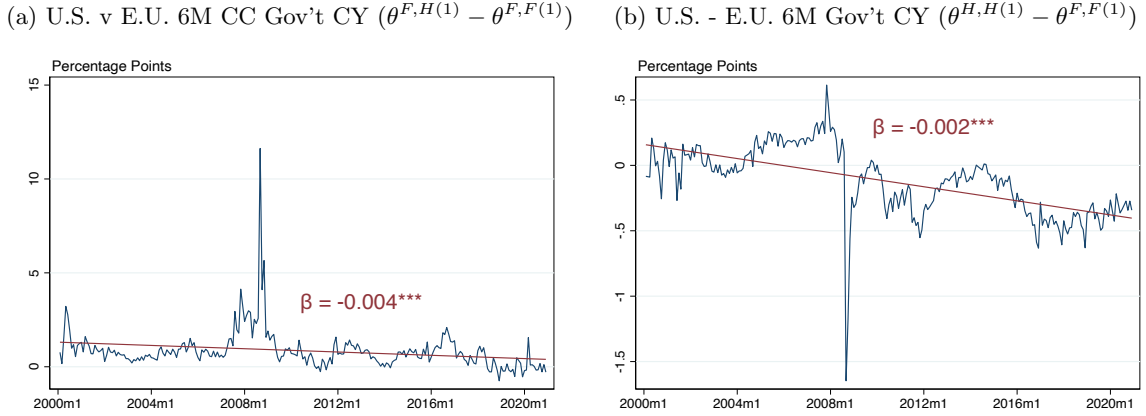 (a) U.S. v E.U. 6M CC Gov't CY (θ^{F,H(1)} − θ^{F,F(1)})
Percentage Points
15
10
5
0
β = -0.004***
2000m1 2004m1 2008m1 2012m1 2016m1 2020m1
(b) U.S. - E.U. 6M Gov't CY (θ^{H,H(1)} − θ^{F,F(1)})
Percentage Points
.5
0
-.5
-1
-1.5
β = -0.002***
2000m1 2004m1 2008m1 2012m1 2016m1 2020m1